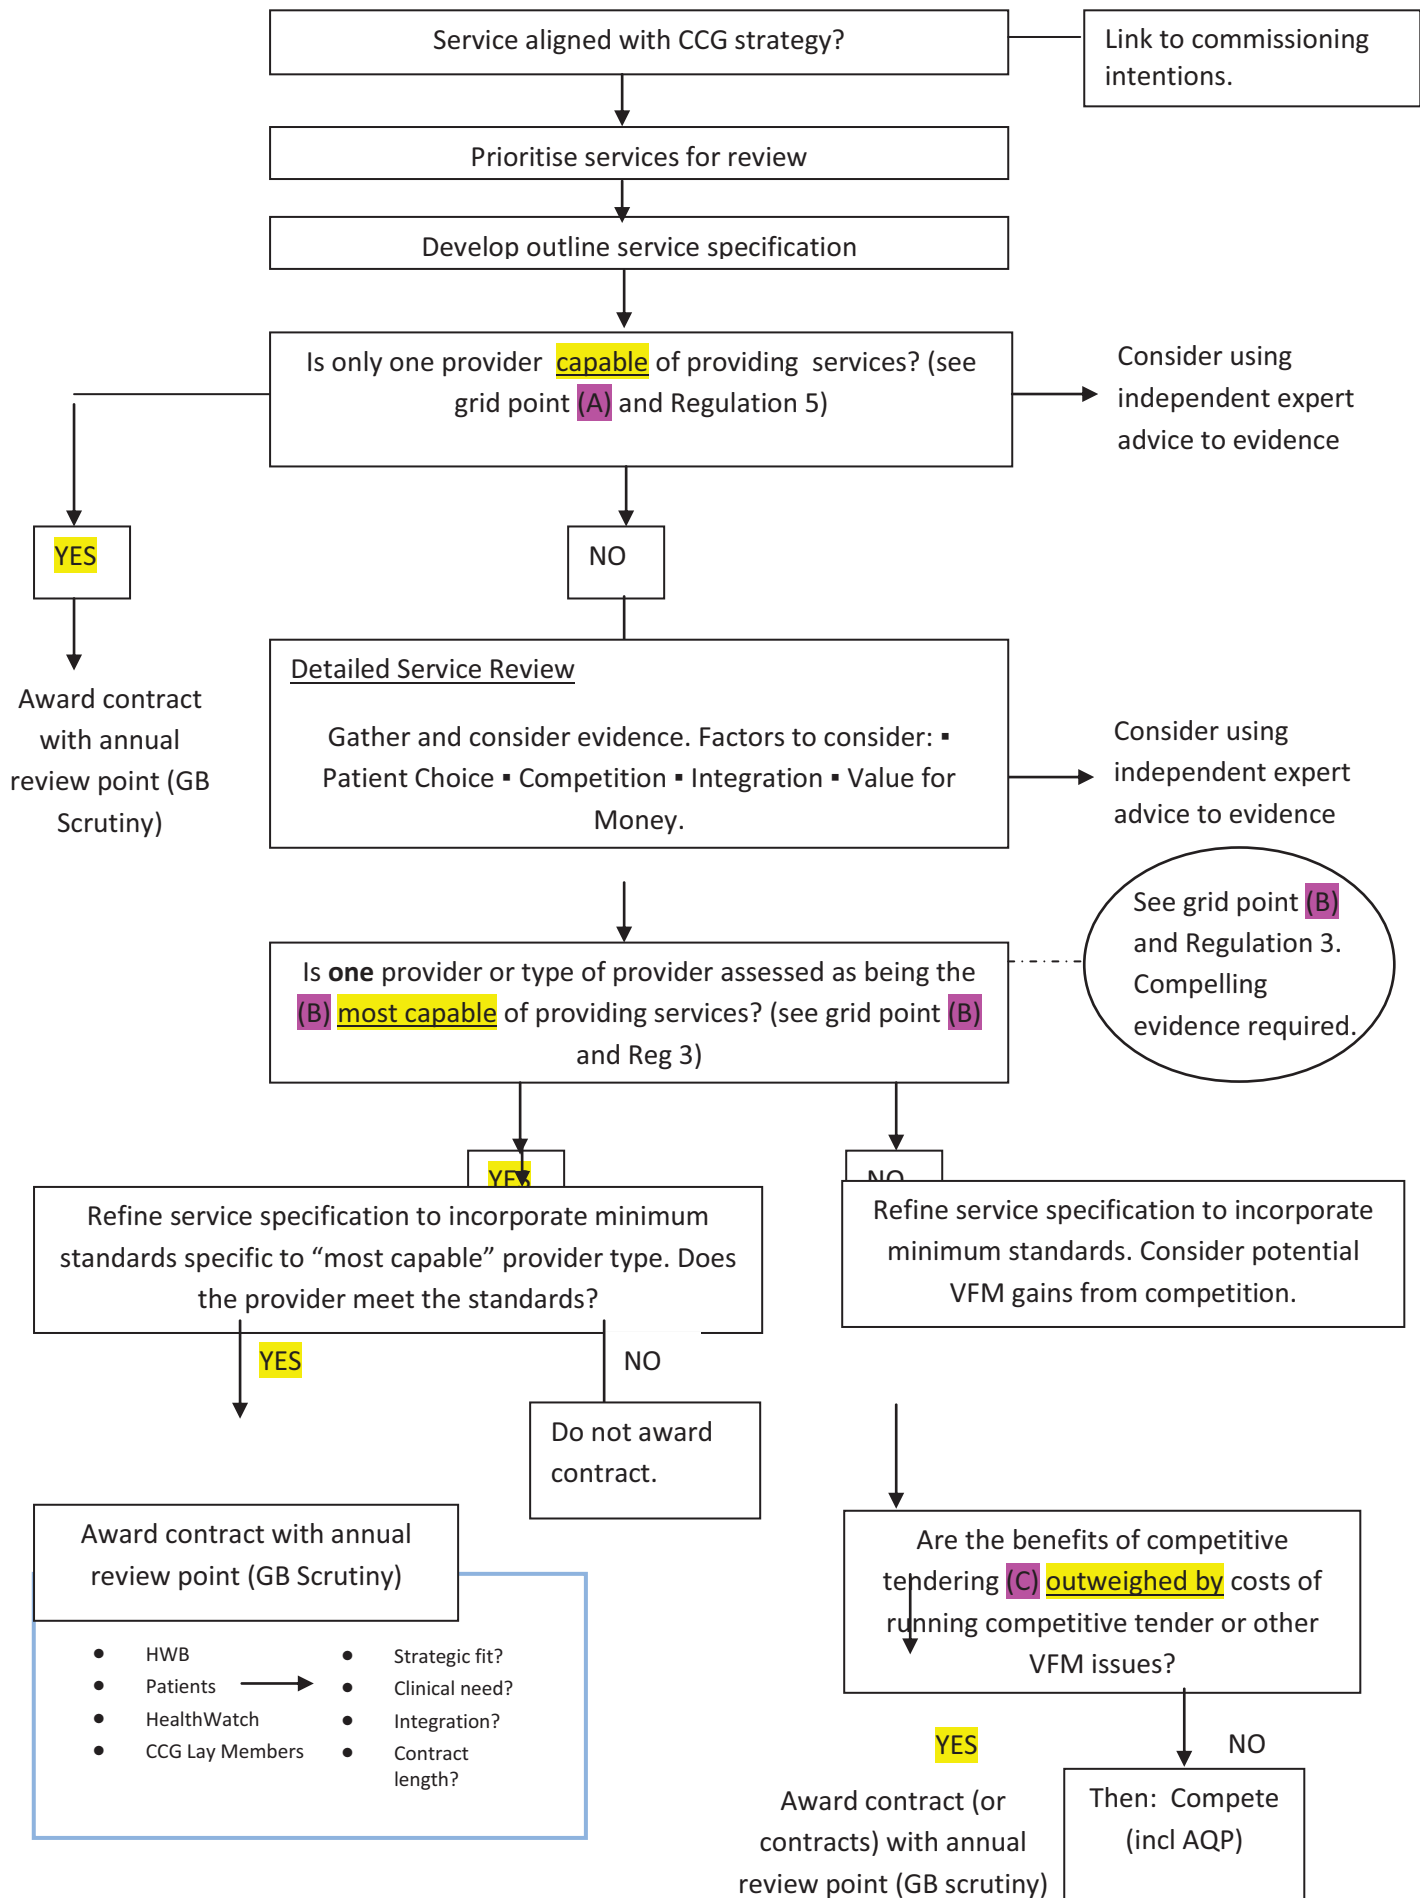 Service aligned with CCG strategy?
Link to commissioning
intentions.
Prioritise services for review
Develop outline service specification
Is only one provider capable of providing services? (see
grid point (A) and Regulation 5)
Consider using
independent expert
advice to evidence
YES
NO
Award contract
with annual
review point (GB
Scrutiny)
Detailed Service Review
Gather and consider evidence. Factors to consider: ▪
Patient Choice ▪ Competition ▪ Integration ▪ Value for
Money.
Consider using
independent expert
advice to evidence
See grid point (B)
and Regulation 3.
Compelling
evidence required.
Is one provider or type of provider assessed as being the
(B) most capable of providing services? (see grid point (B)
and Reg 3)
YES
NO
Refine service specification to incorporate minimum
standards specific to “most capable” provider type. Does
the provider meet the standards?
Refine service specification to incorporate
minimum standards. Consider potential
VFM gains from competition.
YES
NO
Do not award
contract.
Award contract with annual
review point (GB Scrutiny)
● HWB
● Patients
● HealthWatch
● CCG Lay Members
● Strategic fit?
● Clinical need?
● Integration?
● Contract
length?
Are the benefits of competitive
tendering (C) outweighed by costs of
running competitive tender or other
VFM issues?
YES
NO
Award contract (or
contracts) with annual
review point (GB scrutiny)
Then: Compete
(incl AQP)